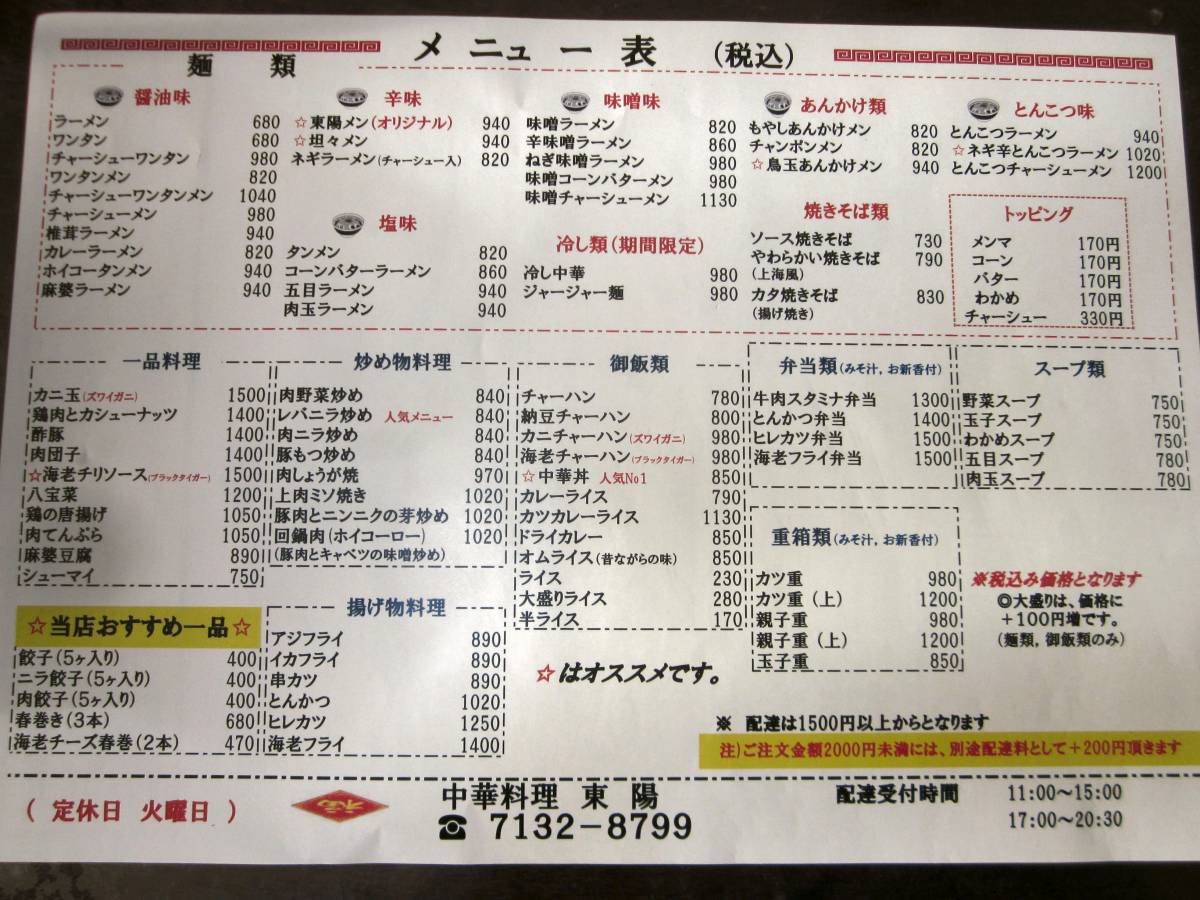 メニュー表 (税込)
麺類
醤油味
ラーメン 680
ワンタン 680
チャーシューワンタン 980
ワンタンメン 820
チャーシューワンタンメン 1040
チャーシューメン 980
椎茸ラーメン 940
カレーラーメン 820
ホイコータンメン 940
麻婆ラーメン 940
辛味
☆東陽メン(オリジナル) 940
☆坦々メン 940
ネギラーメン(チャーシュー入) 820
塩味
タンメン 820
コーンバターラーメン 860
五目ラーメン 940
肉玉ラーメン 940
味噌味
味噌ラーメン 820
辛味噌ラーメン 860
ねぎ味噌ラーメン 980
味噌コーンバターメン 980
味噌チャーシューメン 1130
冷し類(期間限定)
冷し中華 980
ジャージャー麺 980
あんかけ類
もやしあんかけメン 820
チャンポンメン 820
☆鳥玉あんかけメン 940
焼きそば類
ソース焼きそば 730
やわらかい焼きそば 790
(上海風)
カタ焼きそば 830
(揚げ焼き)
とんこつ味
とんこつラーメン 940
☆ネギ辛とんこつラーメン 1020
とんこつチャーシューメン 1200
トッピング
メンマ 170円
コーン 170円
バター 170円
わかめ 170円
チャーシュー 330円
一品料理
カニ玉(ズワイガニ) 1500
鶏肉とカシューナッツ 1400
酢豚 1400
肉団子 1400
☆海老チリソース(ブラックタイガー) 1500
八宝菜 1200
鶏の唐揚げ 1050
肉てんぷら 1050
麻婆豆腐 890
シューマイ 750
☆当店おすすめ一品☆
餃子(5ヶ入り) 400
ニラ餃子(5ヶ入り) 400
肉餃子(5ヶ入り) 400
春巻き(3本) 680
海老チーズ春巻(2本) 470
炒め物料理
肉野菜炒め 840
レバニラ炒め 人気メニュー 840
肉ニラ炒め 840
豚もつ炒め 840
肉しょうが焼 970
上肉ミソ焼き 1020
豚肉とニンニクの芽炒め 1020
回鍋肉(ホイコーロー) 1020
(豚肉とキャベツの味噌炒め)
揚げ物料理
アジフライ 890
イカフライ 890
串カツ 890
とんかつ 1020
ヒレカツ 1250
海老フライ 1400
御飯類
チャーハン 780
納豆チャーハン 800
カニチャーハン(ズワイガニ) 980
海老チャーハン(ブラックタイガー) 980
☆中華丼 人気No1 850
カレーライス 790
カツカレーライス 1130
ドライカレー 850
オムライス(昔ながらの味) 850
ライス 230
大盛りライス 280
半ライス 170
☆はオススメです。
弁当類(みそ汁,お新香付)
牛肉スタミナ弁当 1300
とんかつ弁当 1400
ヒレカツ弁当 1500
海老フライ弁当 1500
重箱類(みそ汁,お新香付)
カツ重 980
カツ重(上) 1200
親子重 980
親子重(上) 1200
玉子重 850
スープ類
野菜スープ 750
玉子スープ 750
わかめスープ 750
五目スープ 780
肉玉スープ 780
※税込み価格となります
◎大盛りは、価格に
+100円増です。
(麺類,御飯類のみ)
※ 配達は1500円以上からとなります
注)ご注文金額2000円未満には、別途配達料として+200円頂きます
( 定休日 火曜日 )
中華料理 東陽
☎ 7132-8799
配達受付時間 11:00~15:00
17:00~20:30